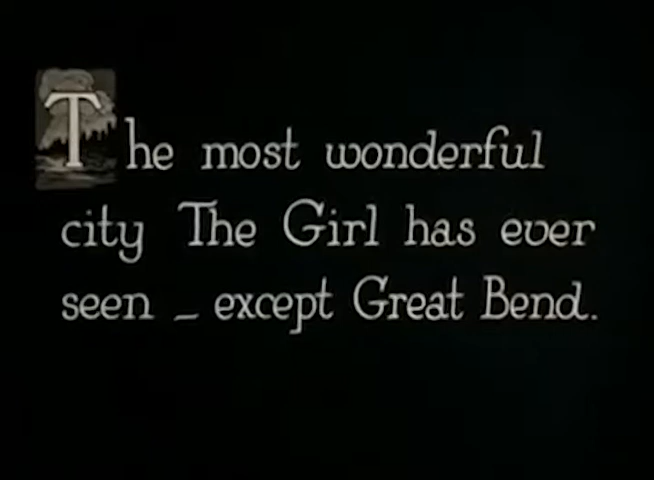 The most wonderful
city The Girl has ever
seen – except Great Bend.